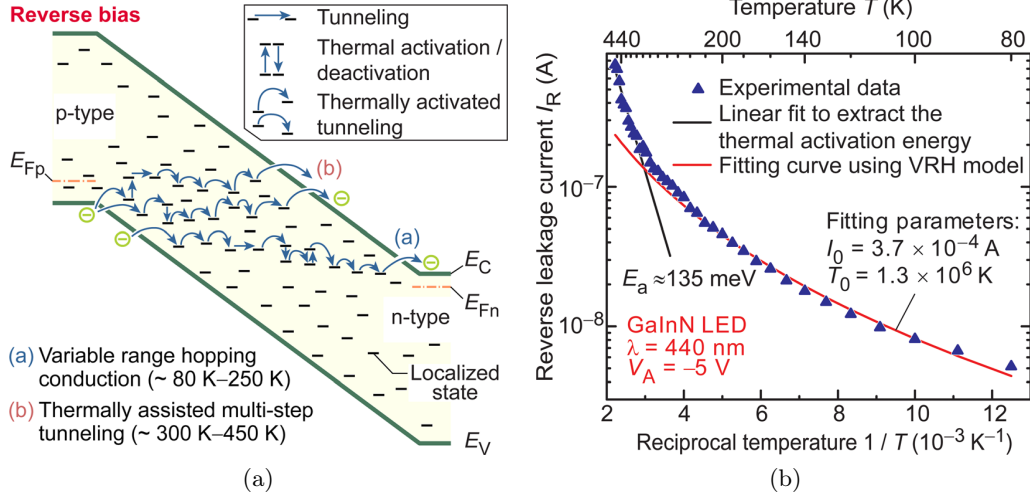 Reverse bias
Tunneling
Thermal activation /
deactivation
Thermally activated
tunneling
p-type
E_Fp
(b)
(a)
E_C
E_Fn
n-type
Localized
state
E_V
(a) Variable range hopping
conduction (~ 80 K–250 K)
(b) Thermally assisted multi-step
tunneling (~ 300 K–450 K)
(a)
Temperature T (K)
440 200 140 100 80
Reverse leakage current I_R (A)
10⁻⁷
10⁻⁸
Experimental data
Linear fit to extract the
thermal activation energy
Fitting curve using VRH model
Fitting parameters:
I₀ = 3.7 × 10⁻⁴ A
T₀ = 1.3 × 10⁶ K
E_a ≈ 135 meV
GaInN LED
λ = 440 nm
V_A = –5 V
2 4 6 8 10 12
Reciprocal temperature 1 / T (10⁻³ K⁻¹)
(b)